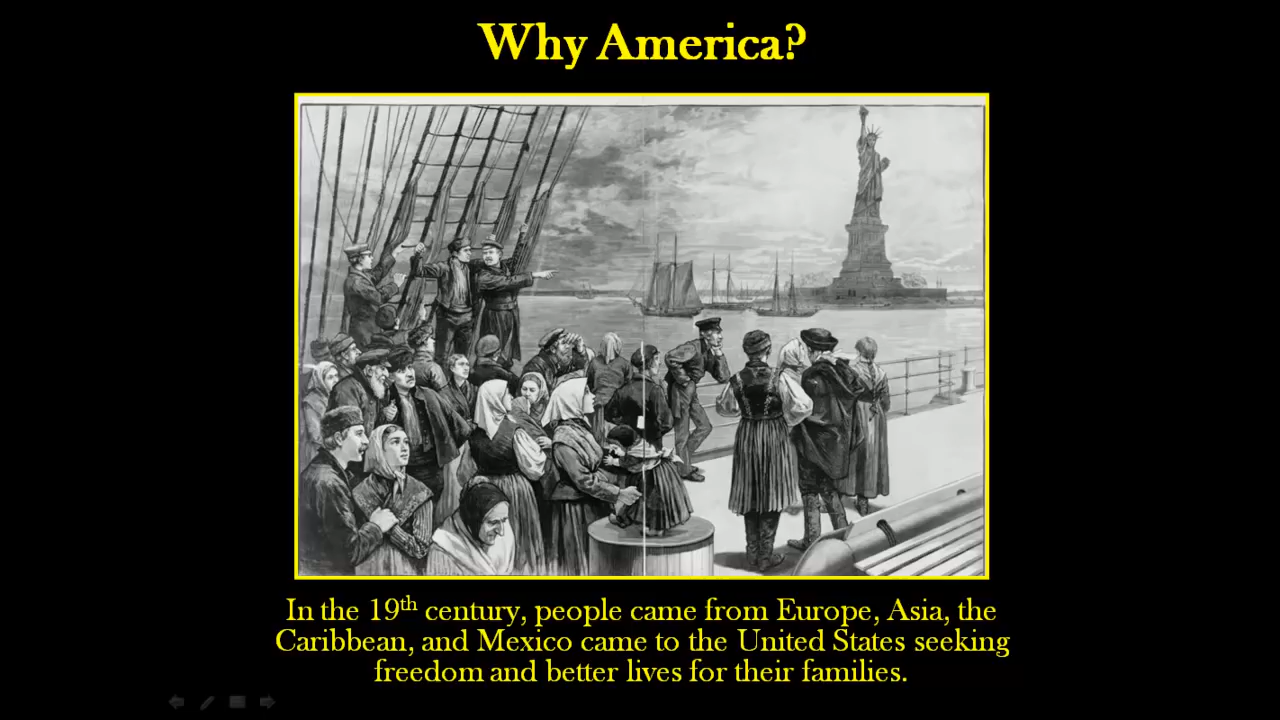 Why America?
In the 19th century, people came from Europe, Asia, the
Caribbean, and Mexico came to the United States seeking
freedom and better lives for their families.